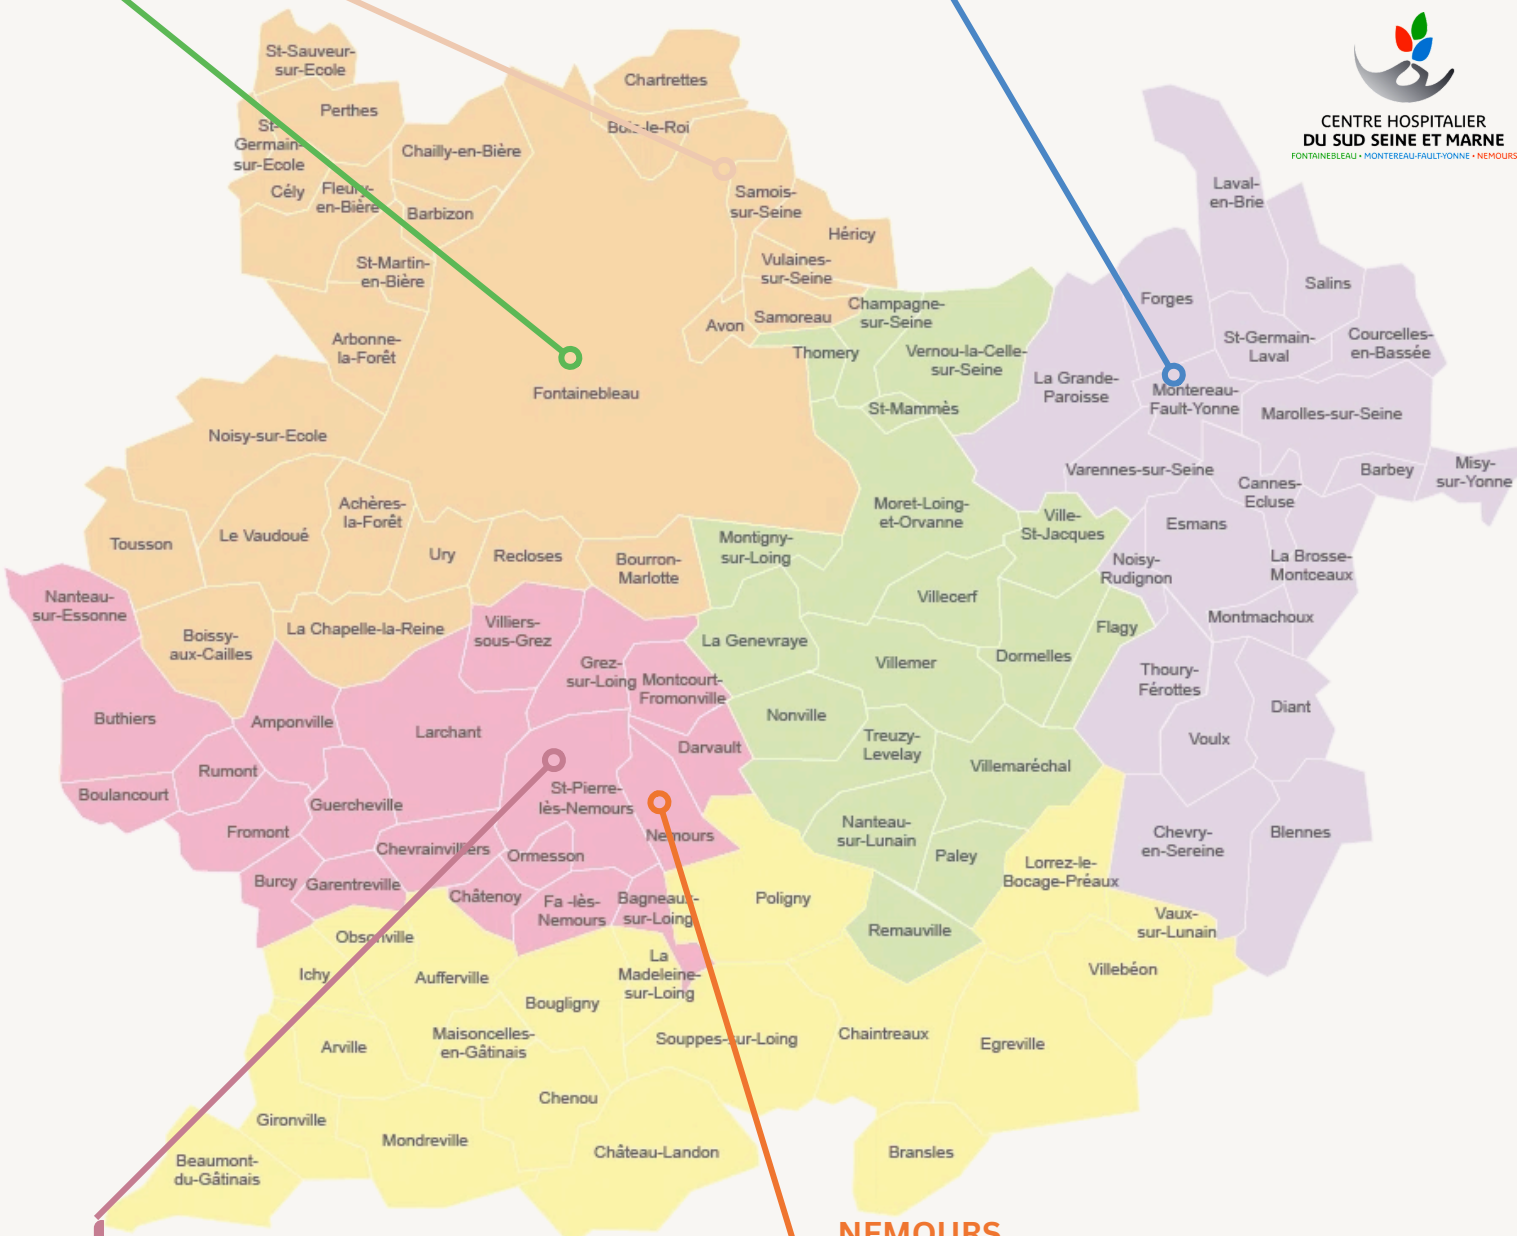 St-Sauveur-
sur-Ecole
Chartrettes
Perthes
Bois-le-Roi
St-
Germain-
sur-Ecole
Chailly-en-Bière
CENTRE HOSPITALIER
DU SUD SEINE ET MARNE
FONTAINEBLEAU • MONTEREAU-FAULT-YONNE • NEMOURS
Cély
Fleury-
en-Bière
Barbizon
Samois-
sur-Seine
Laval-
en-Brie
Héricy
St-Martin-
en-Bière
Vulaines-
sur-Seine
Salins
Forges
Avon
Samoreau
Champagne-
sur-Seine
Arbonne-
la-Forêt
Thomery
Vernou-la-Celle-
sur-Seine
St-Germain-
Laval
Courcelles-
en-Bassée
Fontainebleau
La Grande-
Paroisse
Montereau-
Fault-Yonne
St-Mammès
Marolles-sur-Seine
Noisy-sur-Ecole
Varennes-sur-Seine
Cannes-
Ecluse
Barbey
Misy-
sur-Yonne
Achères-
la-Forêt
Moret-Loing-
et-Orvanne
Ville-
St-Jacques
Esmans
Tousson
Le Vaudoué
Ury
Recloses
Bourron-
Marlotte
Montigny-
sur-Loing
Noisy-
Rudignon
La Brosse-
Montceaux
Nanteau-
sur-Essonne
Villecerf
Montmachoux
Boissy-
aux-Cailles
La Chapelle-la-Reine
Villiers-
sous-Grez
La Genevraye
Flagy
Villemer
Dormelles
Grez-
sur-Loing
Montcourt-
Fromonville
Thoury-
Férottes
Buthiers
Amponville
Larchant
Nonville
Diant
Darvault
Treuzy-
Levelay
Voulx
Rumont
Villemaréchal
Boulancourt
Guercheville
St-Pierre-
lès-Nemours
Fromont
Chevrainvilliers
Ormesson
Nemours
Nanteau-
sur-Lunain
Paley
Chevry-
en-Sereine
Blennes
Burcy
Garentreville
Châtenoy
Fa -lès-
Nemours
Bagneaux-
sur-Loing
Poligny
Lorrez-le-
Bocage-Préaux
Obsonville
Remauville
Vaux-
sur-Lunain
Ichy
Aufferville
La
Madeleine-
sur-Loing
Villebéon
Bougligny
Arville
Maisoncelles-
en-Gâtinais
Souppes-sur-Loing
Chaintreaux
Egreville
Chenou
Gironville
Mondreville
Château-Landon
Bransles
Beaumont-
du-Gâtinais
NEMOURS